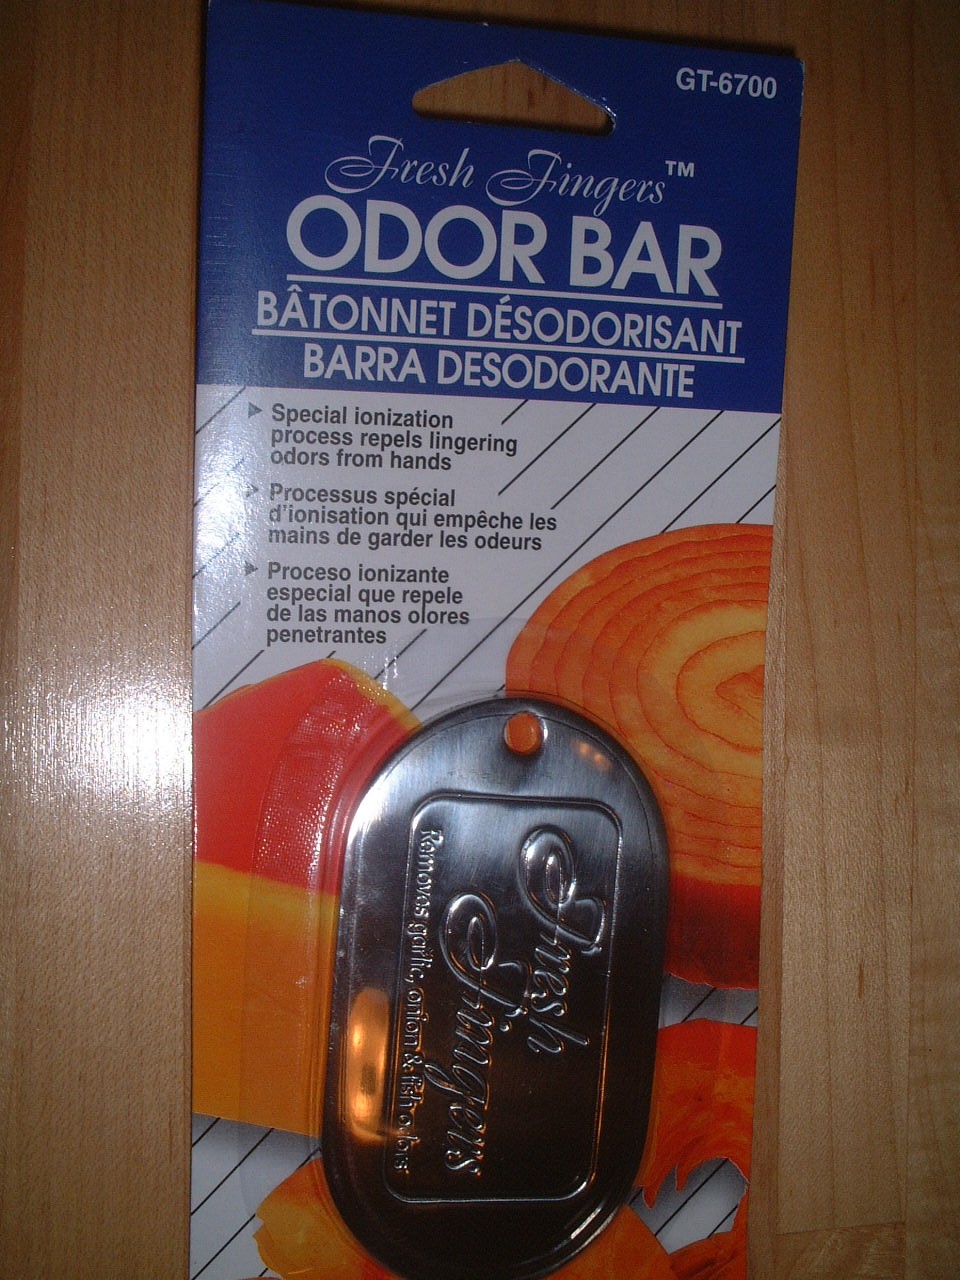 GT-6700
Fresh Fingers™
ODOR BAR
BÂTONNET DÉSODORISANT
BARRA DESODORANTE
Special ionization
process repels lingering
odors from hands
Processus spécial
d'ionisation qui empêche les
mains de garder les odeurs
Proceso ionizante
especial que repele
de las manos olores
penetrantes
Fresh
Fingers
Removes garlic, onion & fish odors